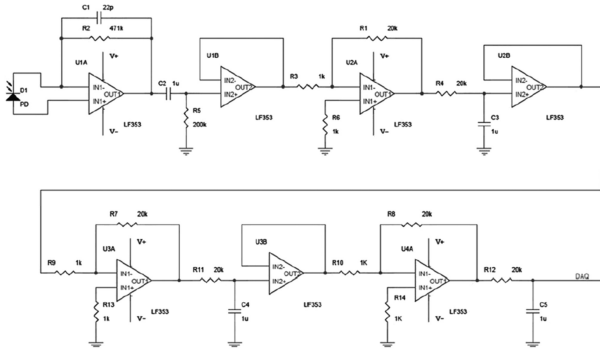 C1 22p
R2 471k
U1A V+
IN1- OUT1
IN1+
D1
PD
V- LF353
C2 1u
R5
200k
U1B
IN2- OUT2
IN2+
LF353
R3 1k
R1 20k
U2A V+
IN1- OUT1
IN1+
R6
1k
V- LF353
R4 20k
C3
1u
U2B
IN2- OUT2
IN2+
LF353
R7 20k
R9 1k
U3A V+
IN1- OUT1
IN1+
R13
1k
V- LF353
R11 20k
C4
1u
U3B
IN2- OUT2
IN2+
LF353
R10 1K
R8 20k
U4A V+
IN1- OUT1
IN1+
R14
1K
V- LF353
R12 20k
DAQ
C5
1u